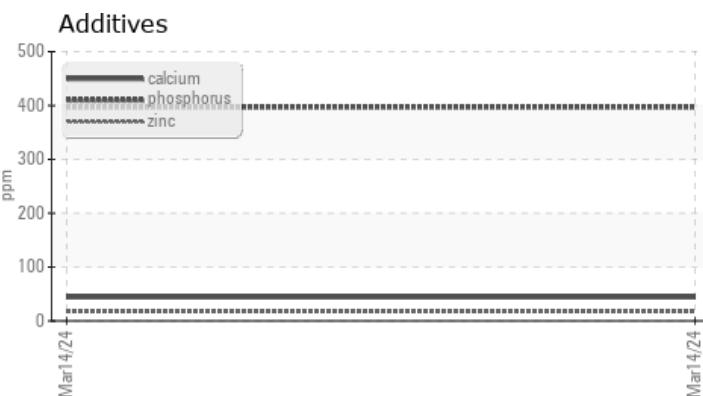 Additives
500
400
300
200
100
0
ppm
calcium
phosphorus
zinc
Mar14/24
Mar14/24